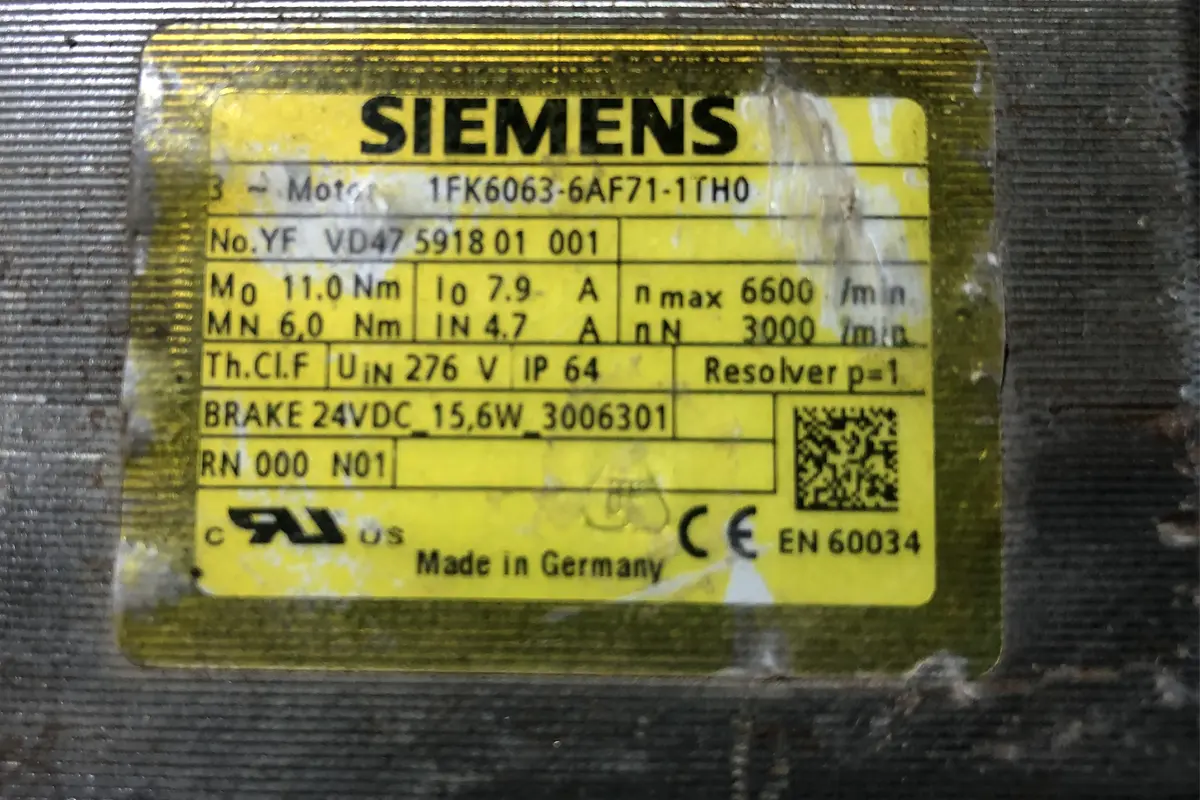 SIEMENS
3 ~ Motor 1FK6063-6AF71-1TH0
No.YF VD47 5918 01 001
M0 11.0 Nm I0 7.9 A n max 6600 /min
MN 6,0 Nm IN 4.7 A n N 3000 /min
Th.Cl.F UIN 276 V IP 64 Resolver p=1
BRAKE 24VDC_15,6W_3006301
RN 000 N01
c RU US CE EN 60034
Made in Germany